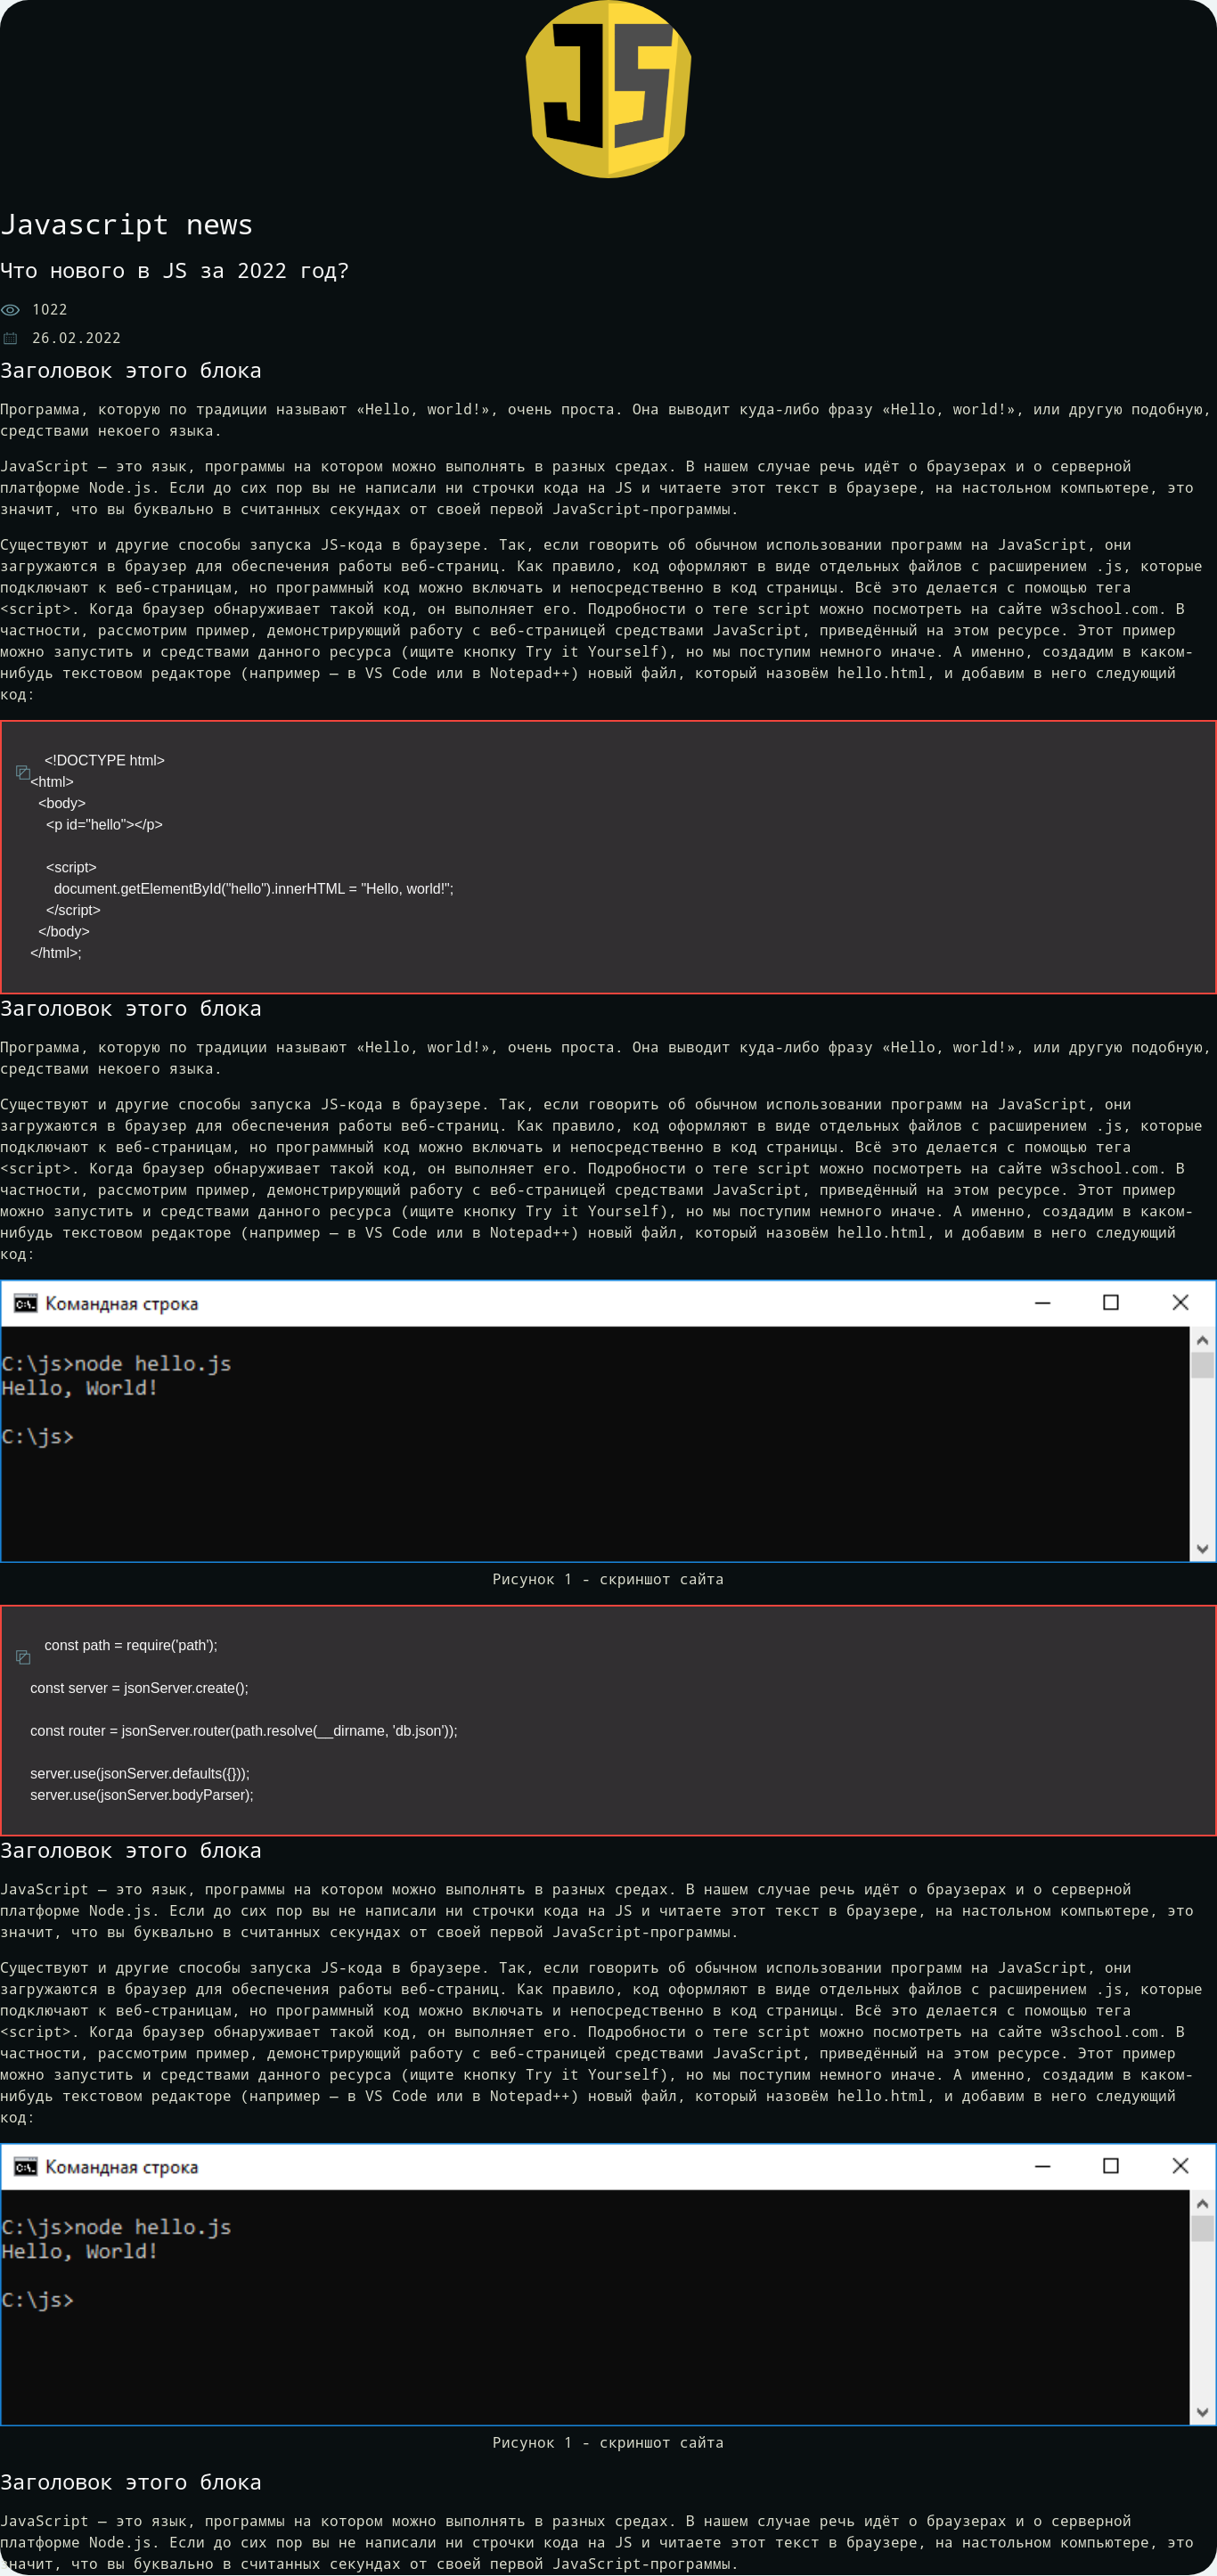 JS
Javascript news
Что нового в JS за 2022 год?
1022
26.02.2022
Заголовок этого блока
Программа, которую по традиции называют «Hello, world!», очень проста. Она выводит куда-либо фразу «Hello, world!», или другую подобную,
средствами некоего языка.
JavaScript — это язык, программы на котором можно выполнять в разных средах. В нашем случае речь идёт о браузерах и о серверной
платформе Node.js. Если до сих пор вы не написали ни строчки кода на JS и читаете этот текст в браузере, на настольном компьютере, это
значит, что вы буквально в считанных секундах от своей первой JavaScript-программы.
Существуют и другие способы запуска JS-кода в браузере. Так, если говорить об обычном использовании программ на JavaScript, они
загружаются в браузер для обеспечения работы веб-страниц. Как правило, код оформляют в виде отдельных файлов с расширением .js, которые
подключают к веб-страницам, но программный код можно включать и непосредственно в код страницы. Всё это делается с помощью тега
<script>. Когда браузер обнаруживает такой код, он выполняет его. Подробности о теге script можно посмотреть на сайте w3school.com. В
частности, рассмотрим пример, демонстрирующий работу с веб-страницей средствами JavaScript, приведённый на этом ресурсе. Этот пример
можно запустить и средствами данного ресурса (ищите кнопку Try it Yourself), но мы поступим немного иначе. А именно, создадим в каком-
нибудь текстовом редакторе (например — в VS Code или в Notepad++) новый файл, который назовём hello.html, и добавим в него следующий
код:
<!DOCTYPE html>
<html>
<body>
<p id="hello"></p>
<script>
document.getElementById("hello").innerHTML = "Hello, world!";
</script>
</body>
</html>;
Заголовок этого блока
Программа, которую по традиции называют «Hello, world!», очень проста. Она выводит куда-либо фразу «Hello, world!», или другую подобную,
средствами некоего языка.
Существуют и другие способы запуска JS-кода в браузере. Так, если говорить об обычном использовании программ на JavaScript, они
загружаются в браузер для обеспечения работы веб-страниц. Как правило, код оформляют в виде отдельных файлов с расширением .js, которые
подключают к веб-страницам, но программный код можно включать и непосредственно в код страницы. Всё это делается с помощью тега
<script>. Когда браузер обнаруживает такой код, он выполняет его. Подробности о теге script можно посмотреть на сайте w3school.com. В
частности, рассмотрим пример, демонстрирующий работу с веб-страницей средствами JavaScript, приведённый на этом ресурсе. Этот пример
можно запустить и средствами данного ресурса (ищите кнопку Try it Yourself), но мы поступим немного иначе. А именно, создадим в каком-
нибудь текстовом редакторе (например — в VS Code или в Notepad++) новый файл, который назовём hello.html, и добавим в него следующий
код:
Командная строка
C:\js>node hello.js
Hello, World!
C:\js>
Рисунок 1 - скриншот сайта
const path = require('path');
const server = jsonServer.create();
const router = jsonServer.router(path.resolve(__dirname, 'db.json'));
server.use(jsonServer.defaults({}));
server.use(jsonServer.bodyParser);
Заголовок этого блока
JavaScript — это язык, программы на котором можно выполнять в разных средах. В нашем случае речь идёт о браузерах и о серверной
платформе Node.js. Если до сих пор вы не написали ни строчки кода на JS и читаете этот текст в браузере, на настольном компьютере, это
значит, что вы буквально в считанных секундах от своей первой JavaScript-программы.
Существуют и другие способы запуска JS-кода в браузере. Так, если говорить об обычном использовании программ на JavaScript, они
загружаются в браузер для обеспечения работы веб-страниц. Как правило, код оформляют в виде отдельных файлов с расширением .js, которые
подключают к веб-страницам, но программный код можно включать и непосредственно в код страницы. Всё это делается с помощью тега
<script>. Когда браузер обнаруживает такой код, он выполняет его. Подробности о теге script можно посмотреть на сайте w3school.com. В
частности, рассмотрим пример, демонстрирующий работу с веб-страницей средствами JavaScript, приведённый на этом ресурсе. Этот пример
можно запустить и средствами данного ресурса (ищите кнопку Try it Yourself), но мы поступим немного иначе. А именно, создадим в каком-
нибудь текстовом редакторе (например — в VS Code или в Notepad++) новый файл, который назовём hello.html, и добавим в него следующий
код:
Командная строка
C:\js>node hello.js
Hello, World!
C:\js>
Рисунок 1 - скриншот сайта
Заголовок этого блока
JavaScript — это язык, программы на котором можно выполнять в разных средах. В нашем случае речь идёт о браузерах и о серверной
платформе Node.js. Если до сих пор вы не написали ни строчки кода на JS и читаете этот текст в браузере, на настольном компьютере, это
значит, что вы буквально в считанных секундах от своей первой JavaScript-программы.